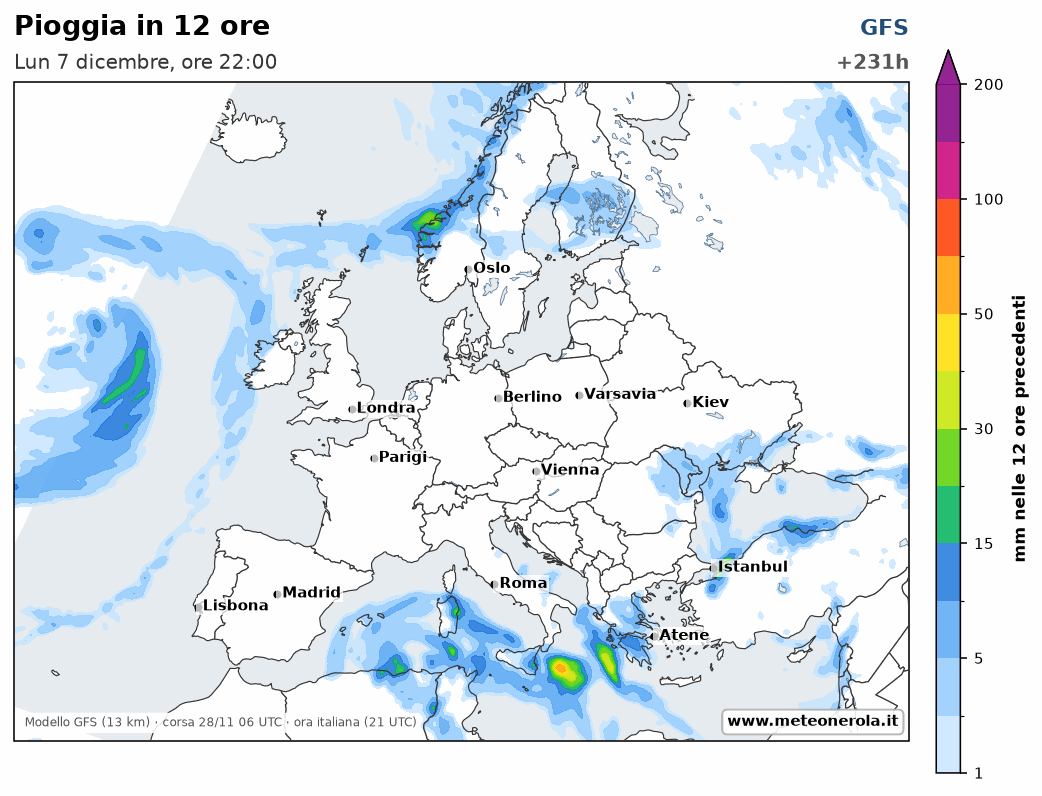 Pioggia in 12 ore
GFS
Lun 7 dicembre, ore 22:00
+231h
200
100
50
30
15
5
1
mm nelle 12 ore precedenti
Oslo
Berlino
Varsavia
Kiev
Londra
Parigi
Vienna
Istanbul
Roma
Madrid
Lisbona
Atene
Modello GFS (13 km) · corsa 28/11 06 UTC · ora italiana (21 UTC)
www.meteonerola.it